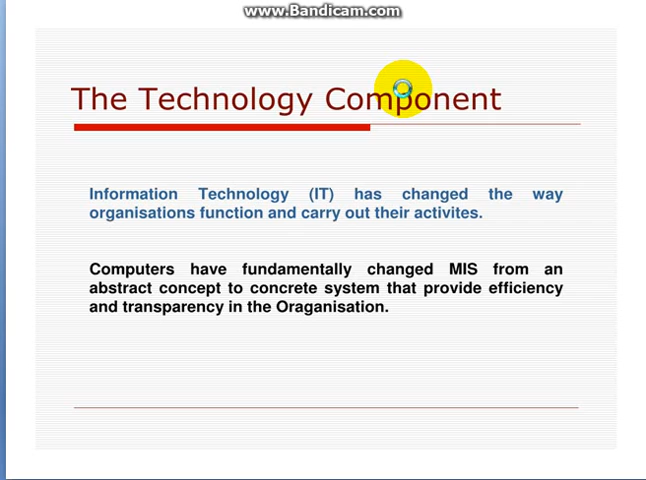 www.Bandicam.com
The Technology Component
Information Technology (IT) has changed the way
organisations function and carry out their activites.
Computers have fundamentally changed MIS from an
abstract concept to concrete system that provide efficiency
and transparency in the Oraganisation.